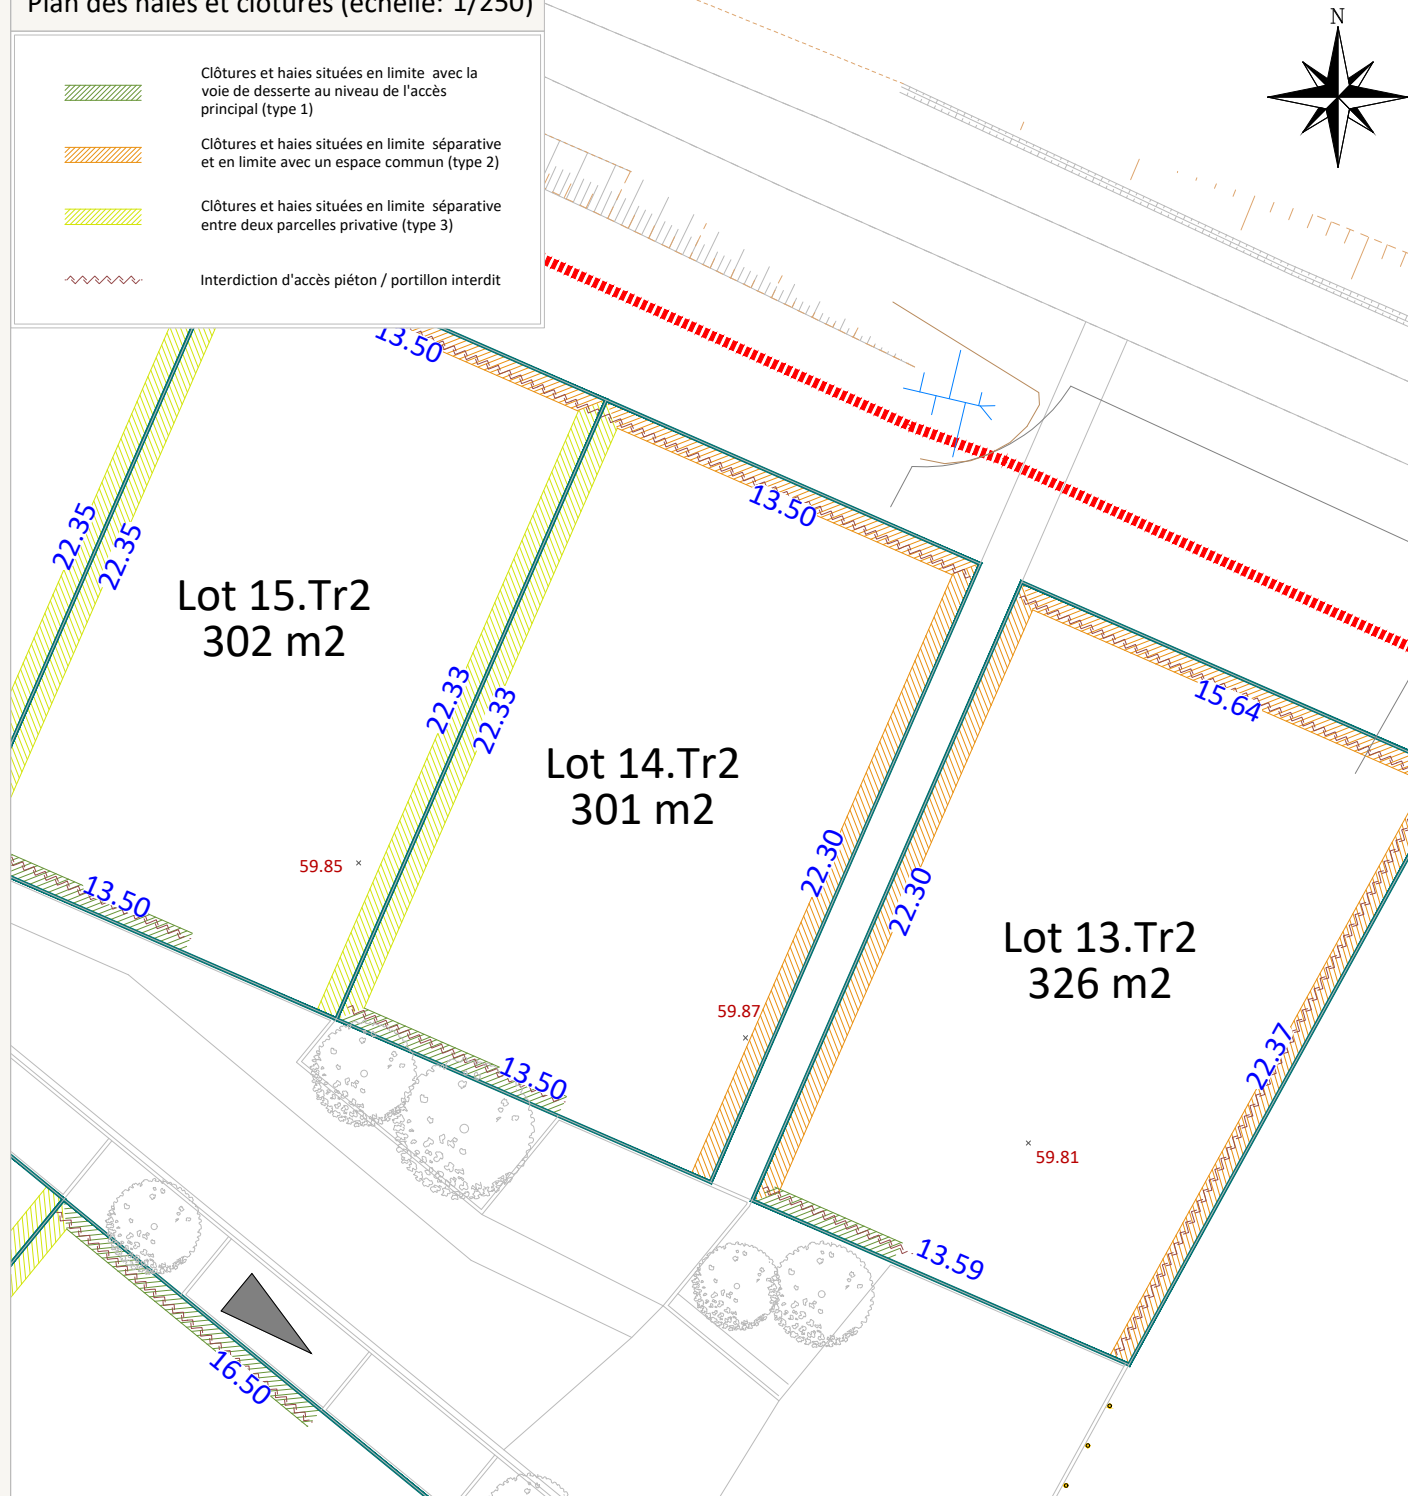 Plan des haies et clôtures (échelle: 1/250)
N
Clôtures et haies situées en limite avec la
voie de desserte au niveau de l'accès
principal (type 1)
Clôtures et haies situées en limite séparative
et en limite avec un espace commun (type 2)
Clôtures et haies situées en limite séparative
entre deux parcelles privative (type 3)
Interdiction d'accès piéton / portillon interdit
13.50
13.50
22.35
22.35
Lot 15.Tr2
302 m2
22.33
22.33
15.64
Lot 14.Tr2
301 m2
22.30
22.30
59.85
13.50
Lot 13.Tr2
326 m2
59.87
22.37
13.50
59.81
13.59
16.50